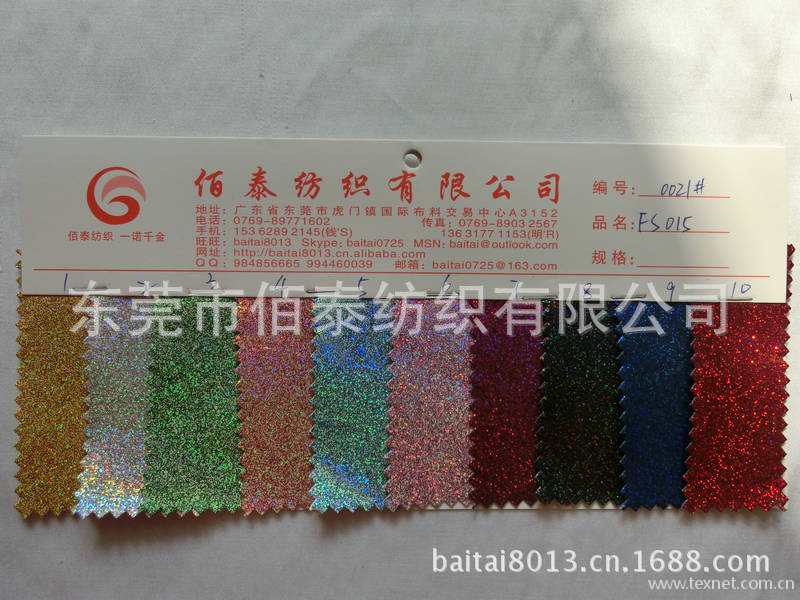 佰泰纺织有限公司
佰泰纺织 一诺千金
地址：广东省东莞市虎门镇国际布料交易中心A3152
电话：0769-89771602 传真：0769-8903 2567
手机：153 6289 2145(钱'S) 136 3177 1153(明'R)
旺旺：baitai8013 Skype: baitai0725 MSN: baitai@outlook.com
网址：http://baitai8013.cn.alibaba.com
QQ：984856665 994460039 邮箱：baitai0725@163.com
编号：0021#
品名：FS015
规格：
1 2 3 4 5 6 7 8 9 10
东莞市佰泰纺织有限公司
baitai8013.cn.1688.com
www.texnet.com.cn